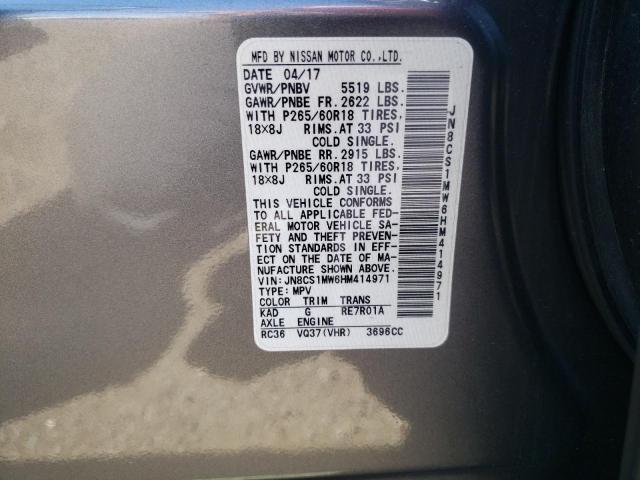 MFD BY NISSAN MOTOR CO.,LTD.
DATE 04/17
GVWR/PNBV 5519 LBS.
GAWR/PNBE FR. 2622 LBS.
WITH P265/60R18 TIRES,
18X8J RIMS.AT 33 PSI
COLD SINGLE.
GAWR/PNBE RR. 2915 LBS.
WITH P265/60R18 TIRES,
18X8J RIMS.AT 33 PSI
COLD SINGLE.
THIS VEHICLE CONFORMS
TO ALL APPLICABLE FED-
ERAL MOTOR VEHICLE SA-
FETY AND THEFT PREVEN-
TION STANDARDS IN EFF-
ECT ON THE DATE OF MA-
NUFACTURE SHOWN ABOVE.
VIN: JN8CS1MW6HM414971
TYPE: MPV
COLOR TRIM TRANS
KAD G RE7R01A
AXLE ENGINE
RC36 VQ37(VHR) 3696CC
JN8CS1MW6HM414971